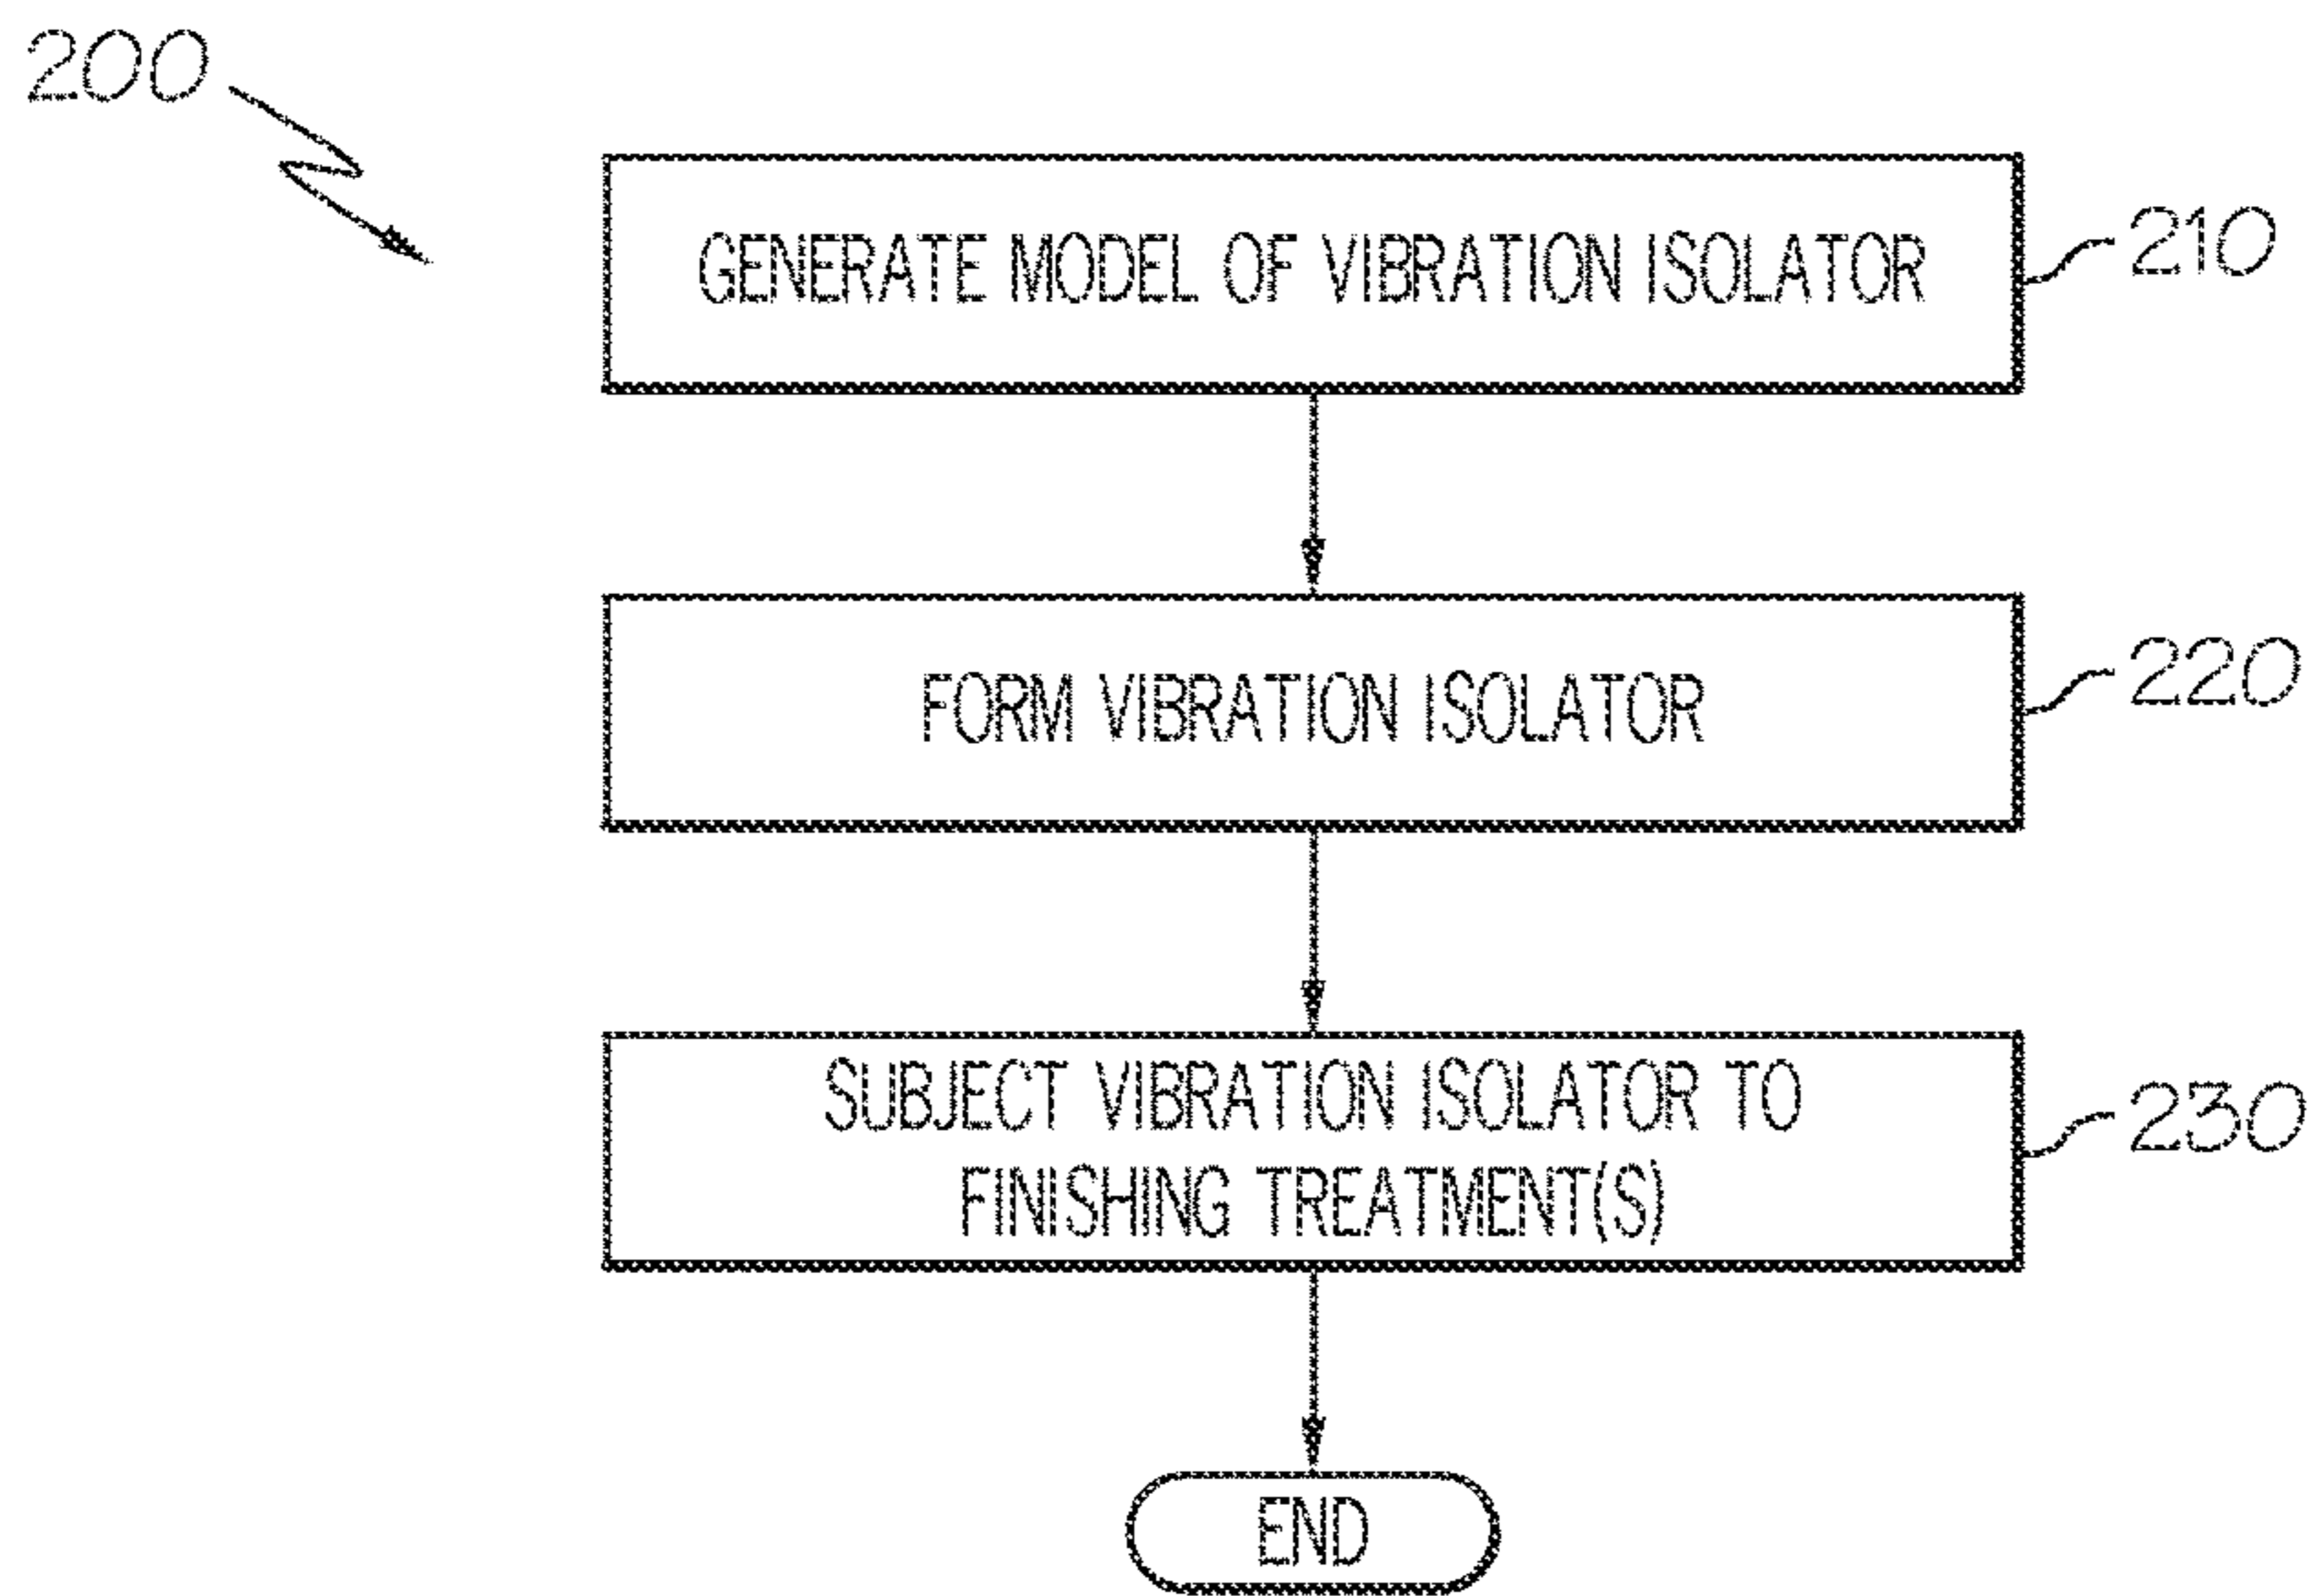 200
GENERATE MODEL OF VIBRATION ISOLATOR
210
FORM VIBRATION ISOLATOR
220
SUBJECT VIBRATION ISOLATOR TO
FINISHING TREATMENT(S)
230
END